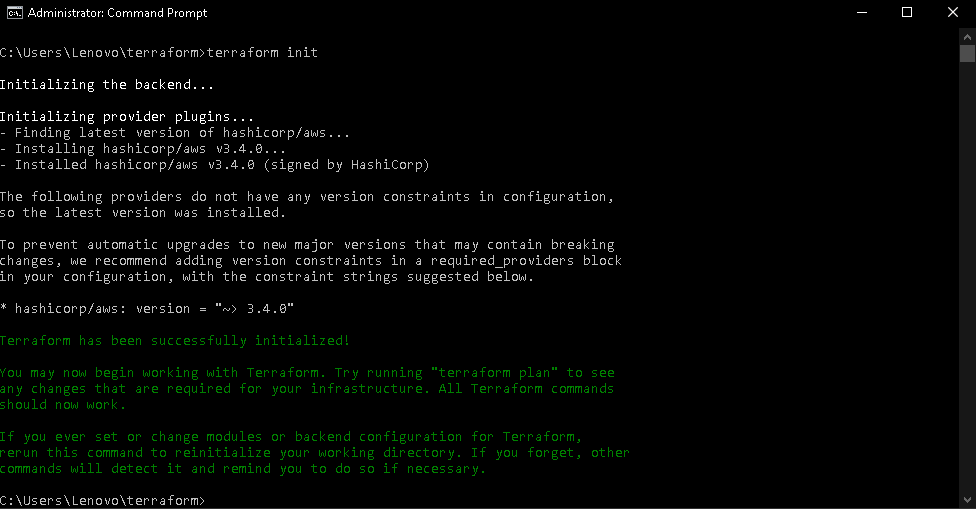 Administrator: Command Prompt
C:\Users\Lenovo\terraform>terraform init
Initializing the backend...
Initializing provider plugins...
- Finding latest version of hashicorp/aws...
- Installing hashicorp/aws v3.4.0...
- Installed hashicorp/aws v3.4.0 (signed by HashiCorp)
The following providers do not have any version constraints in configuration,
so the latest version was installed.
To prevent automatic upgrades to new major versions that may contain breaking
changes, we recommend adding version constraints in a required_providers block
in your configuration, with the constraint strings suggested below.
* hashicorp/aws: version = "~> 3.4.0"
Terraform has been successfully initialized!
You may now begin working with Terraform. Try running "terraform plan" to see
any changes that are required for your infrastructure. All Terraform commands
should now work.
If you ever set or change modules or backend configuration for Terraform,
rerun this command to reinitialize your working directory. If you forget, other
commands will detect it and remind you to do so if necessary.
C:\Users\Lenovo\terraform>